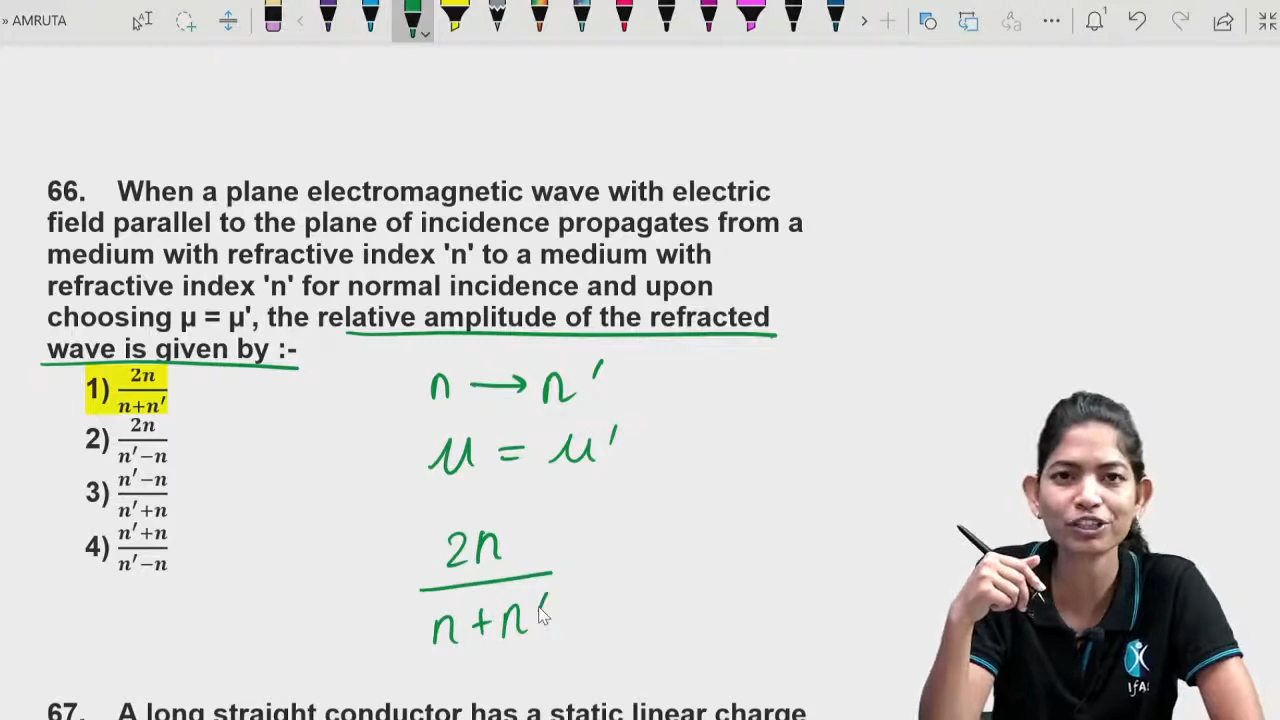 » AMRUTA
66. When a plane electromagnetic wave with electric
field parallel to the plane of incidence propagates from a
medium with refractive index 'n' to a medium with
refractive index 'n' for normal incidence and upon
choosing μ = μ', the relative amplitude of the refracted
wave is given by :-
1) 2n / n+n′
2) 2n / n′−n
3) n′−n / n′+n
4) n′+n / n′−n
n → n′
μ = μ′
2n
n+n′
IfAS
67. A long straight conductor has a static linear charge